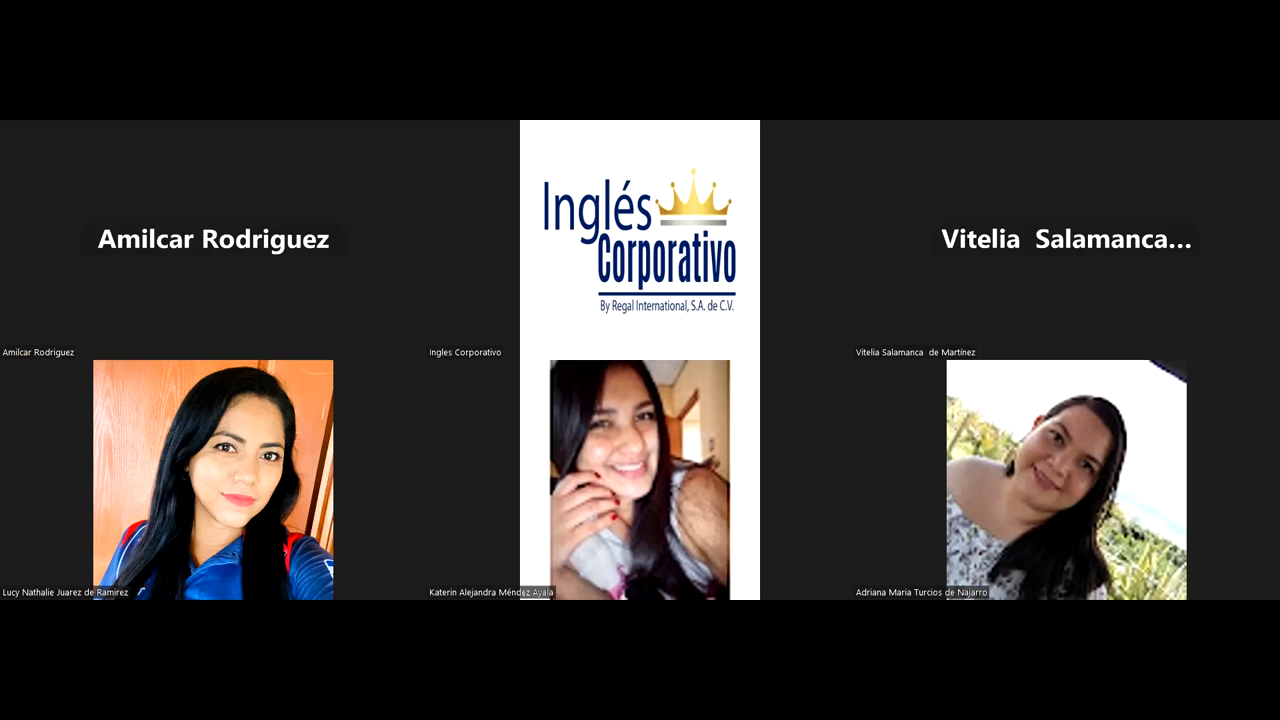 Amilcar Rodriguez
Inglés
Corporativo
By Regal International, S.A. de C.V.
Vitelia  Salamanca...
Amilcar Rodriguez
Ingles Corporativo
Vitelia Salamanca  de Martínez
Lucy Nathalie Juarez de Ramirez
Katerin Alejandra Méndez Ayala
Adriana Maria Turcios de Najarro